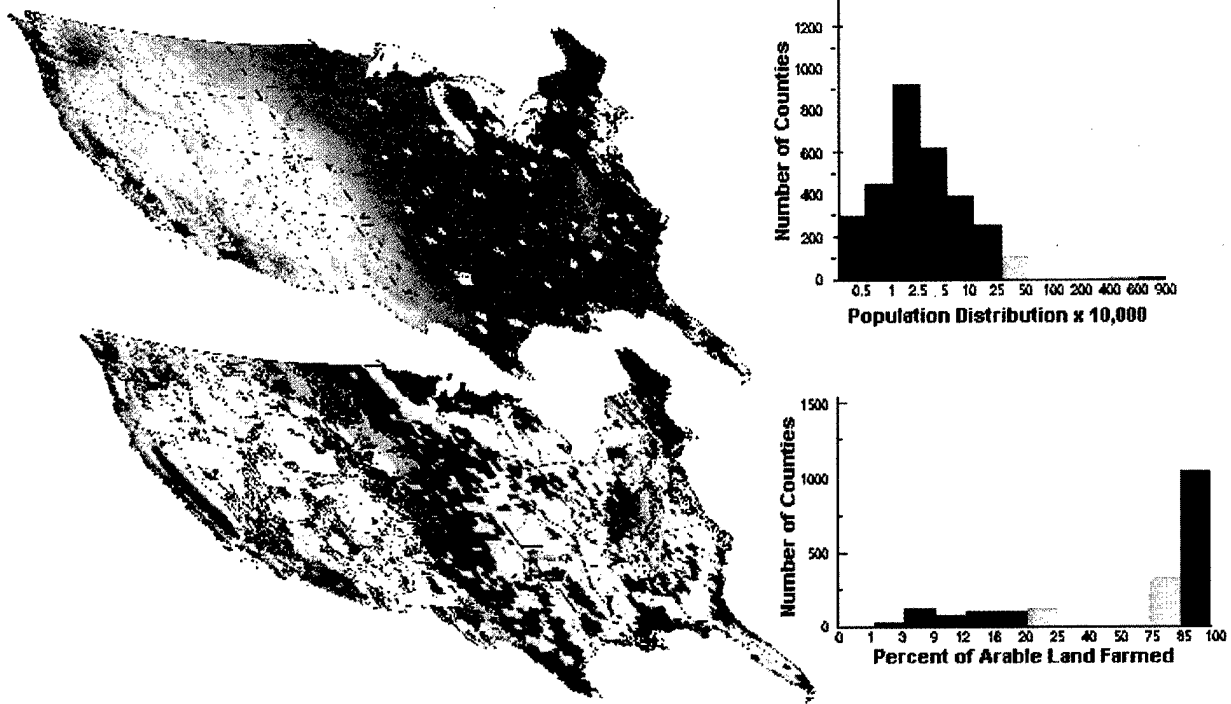 Number of Counties
1200
1000
800
600
400
200
0
0.5 1 2.5 5 10 25 50 100 200 400 600 900
Population Distribution x 10,000
Number of Counties
1500
1000
500
0
0 1 3 9 12 16 20 25 40 50 75 85 100
Percent of Arable Land Farmed